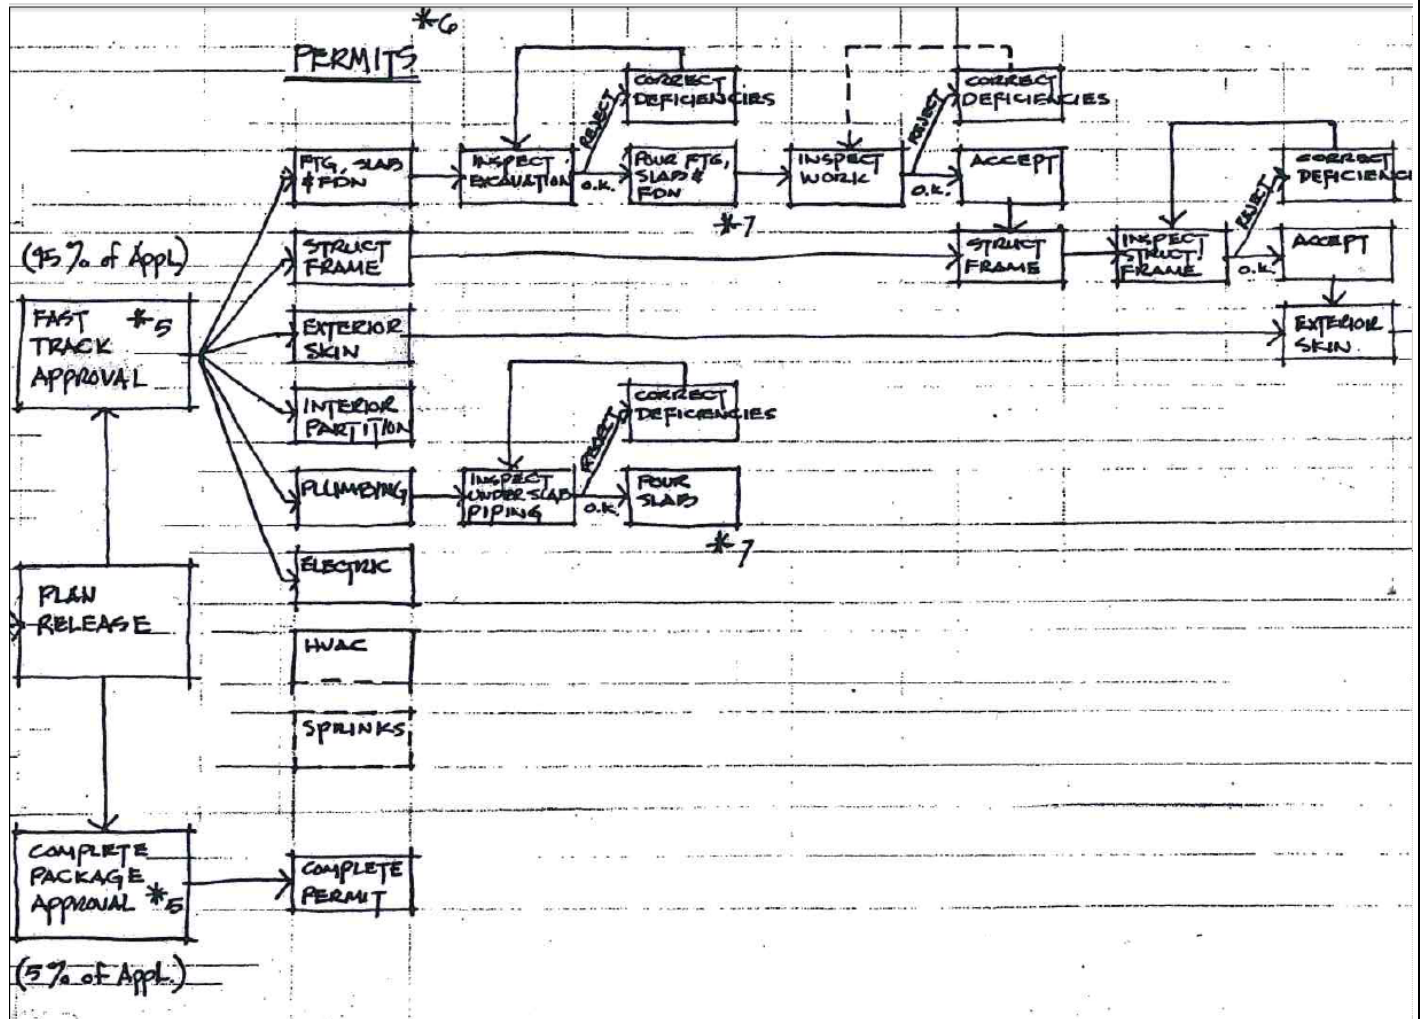 *6
PERMITS
CORRECT
DEFICIENCIES
CORRECT
DEFICIENCIES
REJECT
REJECT
FTG, SLAB
& FDN
INSPECT
EXCAVATION
O.K.
POUR FTG,
SLAB &
FDN
INSPECT
WORK
O.K.
ACCEPT
CORRECT
DEFICIENC
REJECT
*7
(95% of Appl.)
STRUCT
FRAME
STRUCT
FRAME
INSPECT
STRUCT.
FRAME
O.K.
ACCEPT
FAST *5
TRACK
APPROVAL
EXTERIOR
SKIN
EXTERIOR
SKIN
INTERIOR
PARTITION
CORRECT
DEFICIENCIES
REJECT
PLUMBING
INSPECT
UNDER SLAB
PIPING
O.K.
POUR
SLAB
*7
ELECTRIC
PLAN
RELEASE
HVAC
SPRINKS
COMPLETE
PACKAGE
APPROVAL *5
COMPLETE
PERMIT
(5% of Appl.)